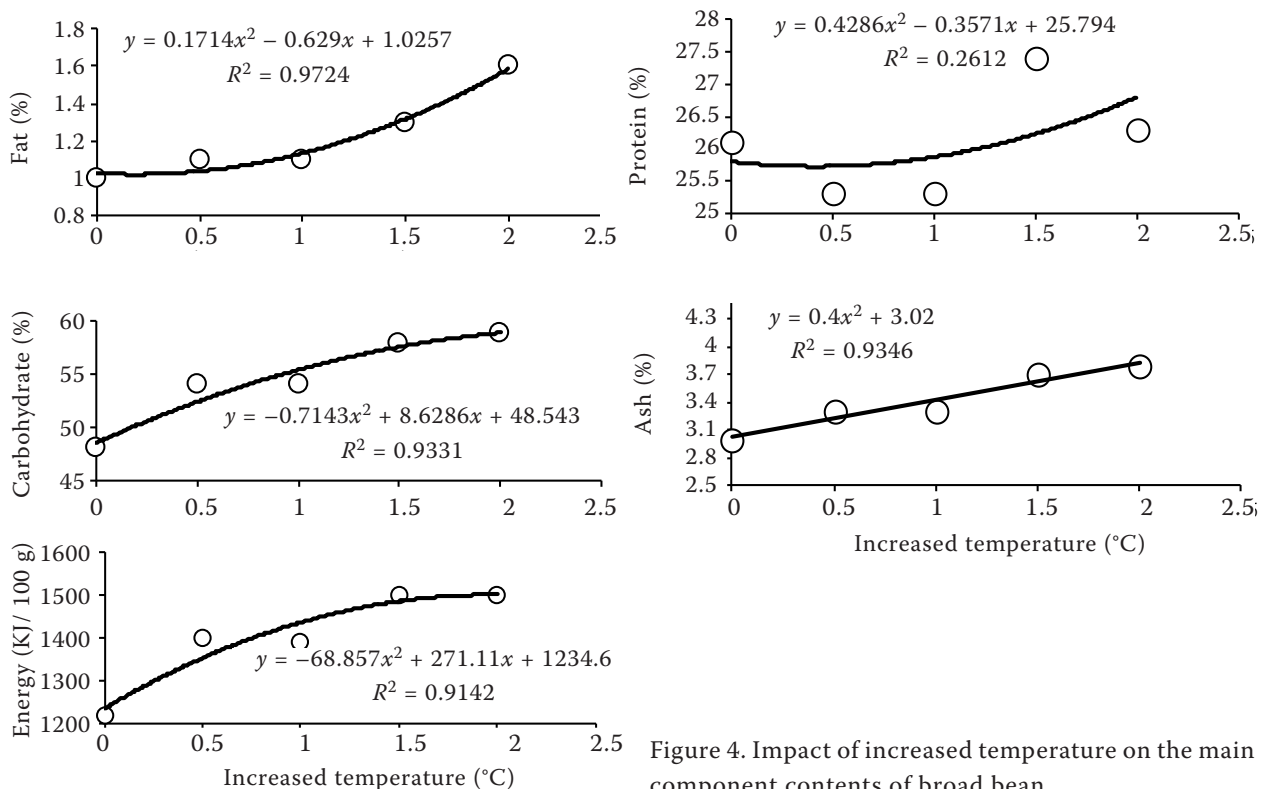 Fat (%)
1.8
1.6
1.4
1.2
1
0.8
y = 0.1714x² – 0.629x + 1.0257
R² = 0.9724
0 0.5 1 1.5 2 2.5
Protein (%)
28
27.5
27
26.5
26
25.5
25
y = 0.4286x² – 0.3571x + 25.794
R² = 0.2612
0 0.5 1 1.5 2 2.5
Carbohydrate (%)
60
55
50
45
y = –0.7143x² + 8.6286x + 48.543
R² = 0.9331
0 0.5 1 1.5 2 2.5
Ash (%)
4.3
4
3.7
3.4
3.1
2.8
2.5
y = 0.4x² + 3.02
R² = 0.9346
0 0.5 1 1.5 2 2.5
Increased temperature (°C)
Energy (KJ/ 100 g)
1600
1500
1400
1300
1200
y = –68.857x² + 271.11x + 1234.6
R² = 0.9142
0 0.5 1 1.5 2 2.5
Increased temperature (°C)
Figure 4. Impact of increased temperature on the main
component contents of broad bean